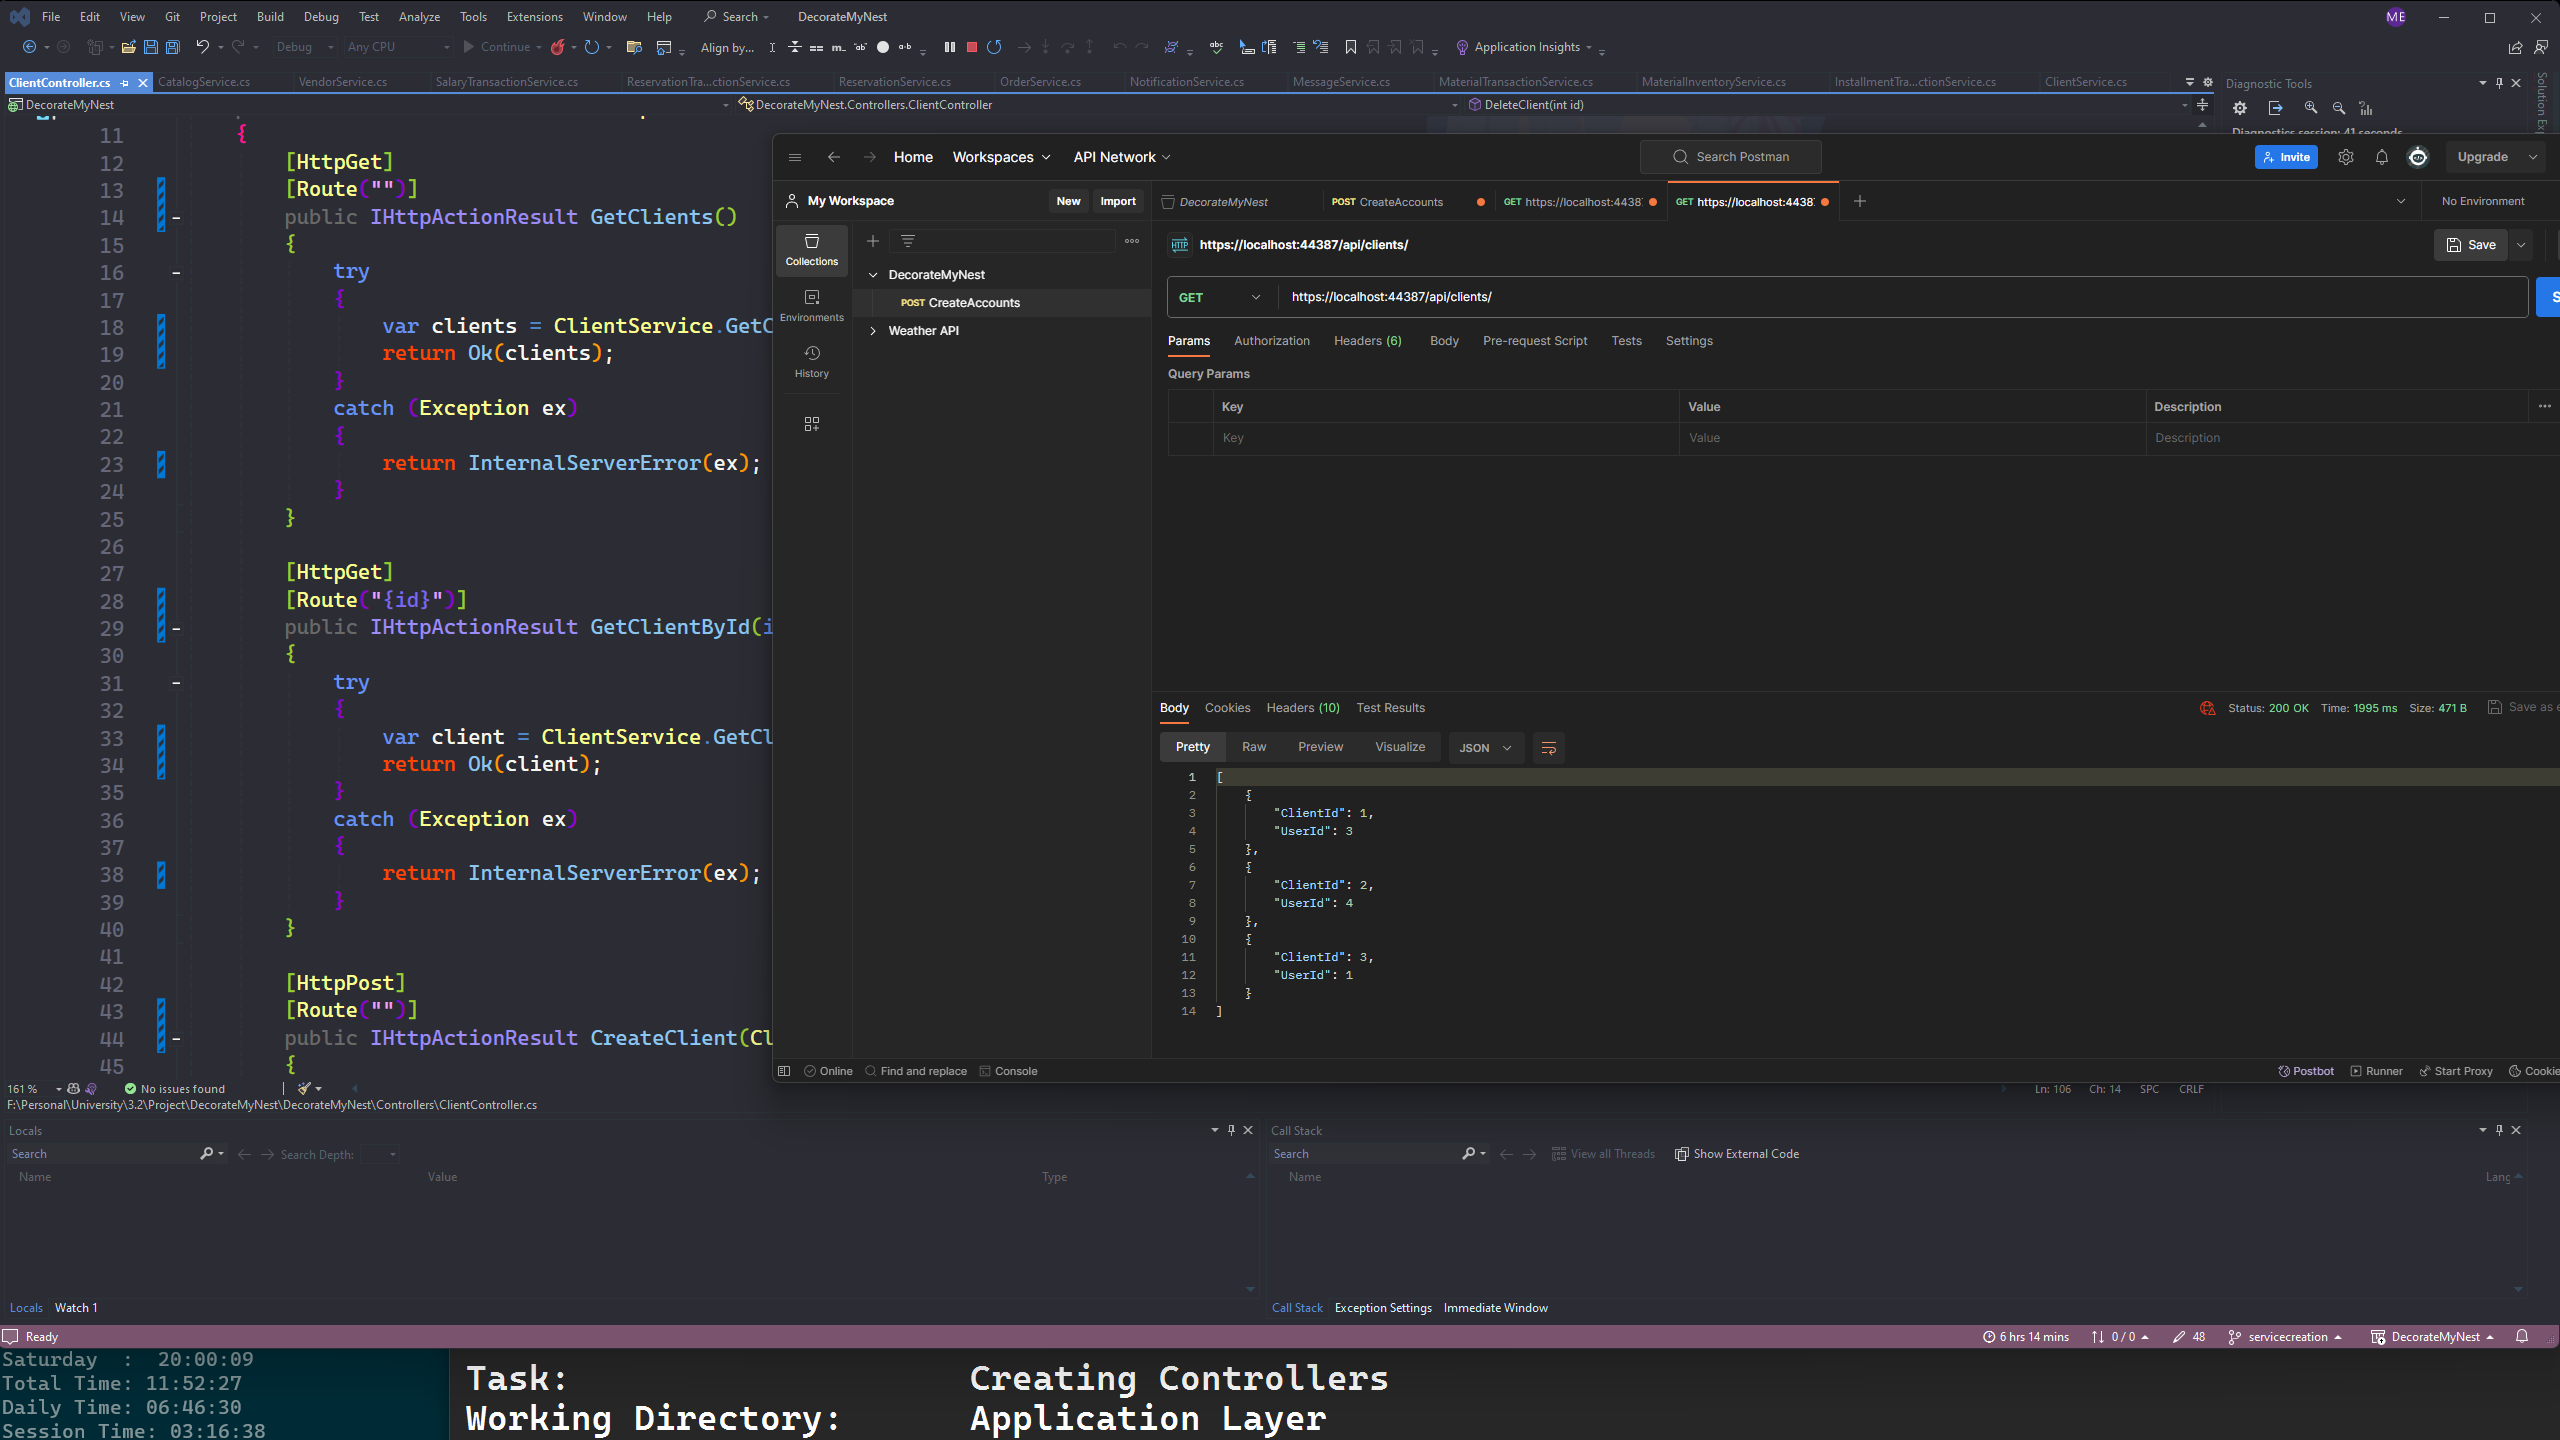 File Edit View Git Project Build Debug Test Analyze Tools Extensions Window Help Search DecorateMyNest ME
Debug Any CPU Continue Align by... Application Insights
ClientController.cs CatalogService.cs VendorService.cs SalaryTransactionService.cs ReservationTra...ctionService.cs ReservationService.cs OrderService.cs NotificationService.cs MessageService.cs MaterialTransactionService.cs MaterialInventoryService.cs InstallmentTra...ctionService.cs ClientService.cs
DecorateMyNest DecorateMyNest.Controllers.ClientController DeleteClient(int id)
Diagnostic Tools
Diagnostics session: 41 seconds
11 {
12 [HttpGet]
13 [Route("")]
14 public IHttpActionResult GetClients()
15 {
16 try
17 {
18 var clients = ClientService.GetC
19 return Ok(clients);
20 }
21 catch (Exception ex)
22 {
23 return InternalServerError(ex);
24 }
25 }
26
27 [HttpGet]
28 [Route("{id}")]
29 public IHttpActionResult GetClientById(i
30 {
31 try
32 {
33 var client = ClientService.GetCl
34 return Ok(client);
35 }
36 catch (Exception ex)
37 {
38 return InternalServerError(ex);
39 }
40 }
41
42 [HttpPost]
43 [Route("")]
44 public IHttpActionResult CreateClient(Cl
45 {
161 % No issues found Ln: 106 Ch: 14 SPC CRLF
F:\Personal\University\3.2\Project\DecorateMyNest\DecorateMyNest\Controllers\ClientController.cs
Home Workspaces API Network Search Postman Invite Upgrade
My Workspace New Import DecorateMyNest POST CreateAccounts GET https://localhost:4438 GET https://localhost:4438 No Environment
Collections
Environments
History
DecorateMyNest
POST CreateAccounts
Weather API
HTTP https://localhost:44387/api/clients/ Save
GET https://localhost:44387/api/clients/ S
Params Authorization Headers (6) Body Pre-request Script Tests Settings
Query Params
Key Value Description
Key Value Description
Body Cookies Headers (10) Test Results Status: 200 OK Time: 1995 ms Size: 471 B Save as e
Pretty Raw Preview Visualize JSON
1 [
2 {
3 "ClientId": 1,
4 "UserId": 3
5 },
6 {
7 "ClientId": 2,
8 "UserId": 4
9 },
10 {
11 "ClientId": 3,
12 "UserId": 1
13 }
14 ]
Online Find and replace Console Postbot Runner Start Proxy Cookie
Solution Exp
Locals
Search Search Depth:
Name Value Type
Locals Watch 1
Call Stack
Search View all Threads Show External Code
Name Lang
Call Stack Exception Settings Immediate Window
Ready 6 hrs 14 mins 0 / 0 48 servicecreation DecorateMyNest
Saturday : 20:00:09
Total Time: 11:52:27
Daily Time: 06:46:30
Session Time: 03:16:38
Task: Creating Controllers
Working Directory: Application Layer